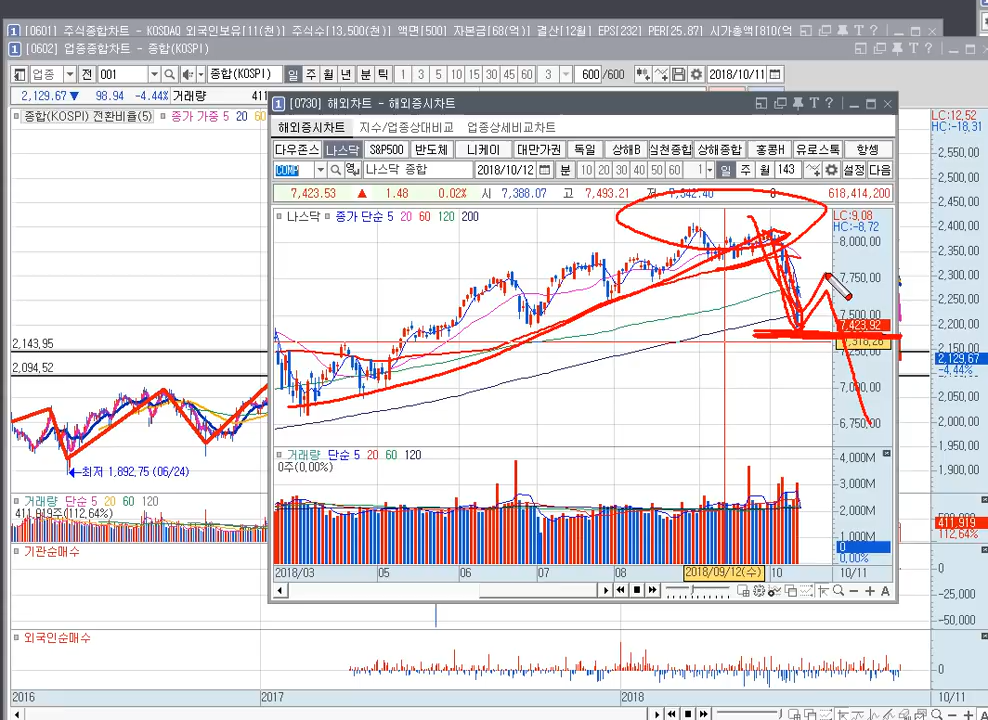 [0601] 주식종합차트 - KOSDAQ 외국인보유[11(천)] 주식수[13,500(천)] 액면[500] 자본금[68(억)] 결산[12월] EPS[232] PER[25.87] 시가총액[810(억
[0602] 업종종합차트 - 종합(KOSPI)
업종 전 001 종합(KOSPI) 일 주 월 년 분 틱 1 3 5 10 15 30 45 60 3 600 /600 2018/10/11
2,129.67 ▼ 98.94 -4.44% 거래량 411
[0730] 해외차트 - 해외증시차트
해외증시차트 지수/업종상대비교 업종상세비교차트
다우존스 나스닥 S&P500 반도체 니케이 대만가권 독일 상해B 심천종합 상해종합 홍콩H 유로스톡 항셍
COMP 나스닥 종합 2018/10/12 분 10 20 30 40 50 60 1 일 주 월 143 설정 다음
7,423.53 ▲ 1.48 0.02% 시 7,388.07 고 7,493.21 저 7,342.40 618,414,200
종합(KOSPI) 전환비율(5) 종가 가중 5 20 60
나스닥 종가 단순 5 20 60 120 200
LC:9,08
HC:-8,72
8,000.00
7,750.00
7,500.00
7,423.92
7,318.26
7,250.00
7,000.00
6,750.00
LC:12,52
HC:-18,31
2,550.00
2,500.00
2,450.00
2,400.00
2,350.00
2,300.00
2,250.00
2,200.00
2,150.00
2,129.67
-4.44%
2,050.00
2,000.00
1,950.00
1,900.00
2,143,95
2,094,52
최저 1,892,75 (06/24)
거래량 단순 5 20 60 120
0주(0,00%)
4,000M
3,000M
2,000M
1,000M
0
0,00%
2018/03 05 06 07 08 2018/09/12(수) 10 10/11
거래량 단순 5 20 60 120
411,919주(112,64%)
411,919
112,64%
기관순매수
0
-25,000
-50,000
외국인순매수
0
2016 2017 2018 10/11